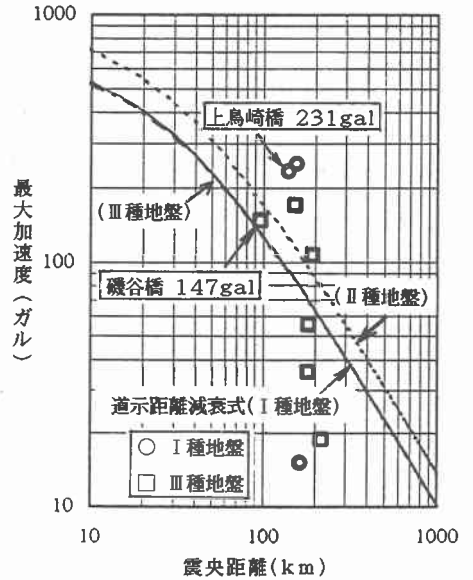 1000
上鳥崎橋 231gal
(Ⅲ種地盤)
最大加速度(ガル)
100
磯谷橋 147gal
(Ⅱ種地盤)
道示距離減衰式(Ⅰ種地盤)
○ Ⅰ種地盤
□ Ⅲ種地盤
10
10 100 1000
震央距離(km)